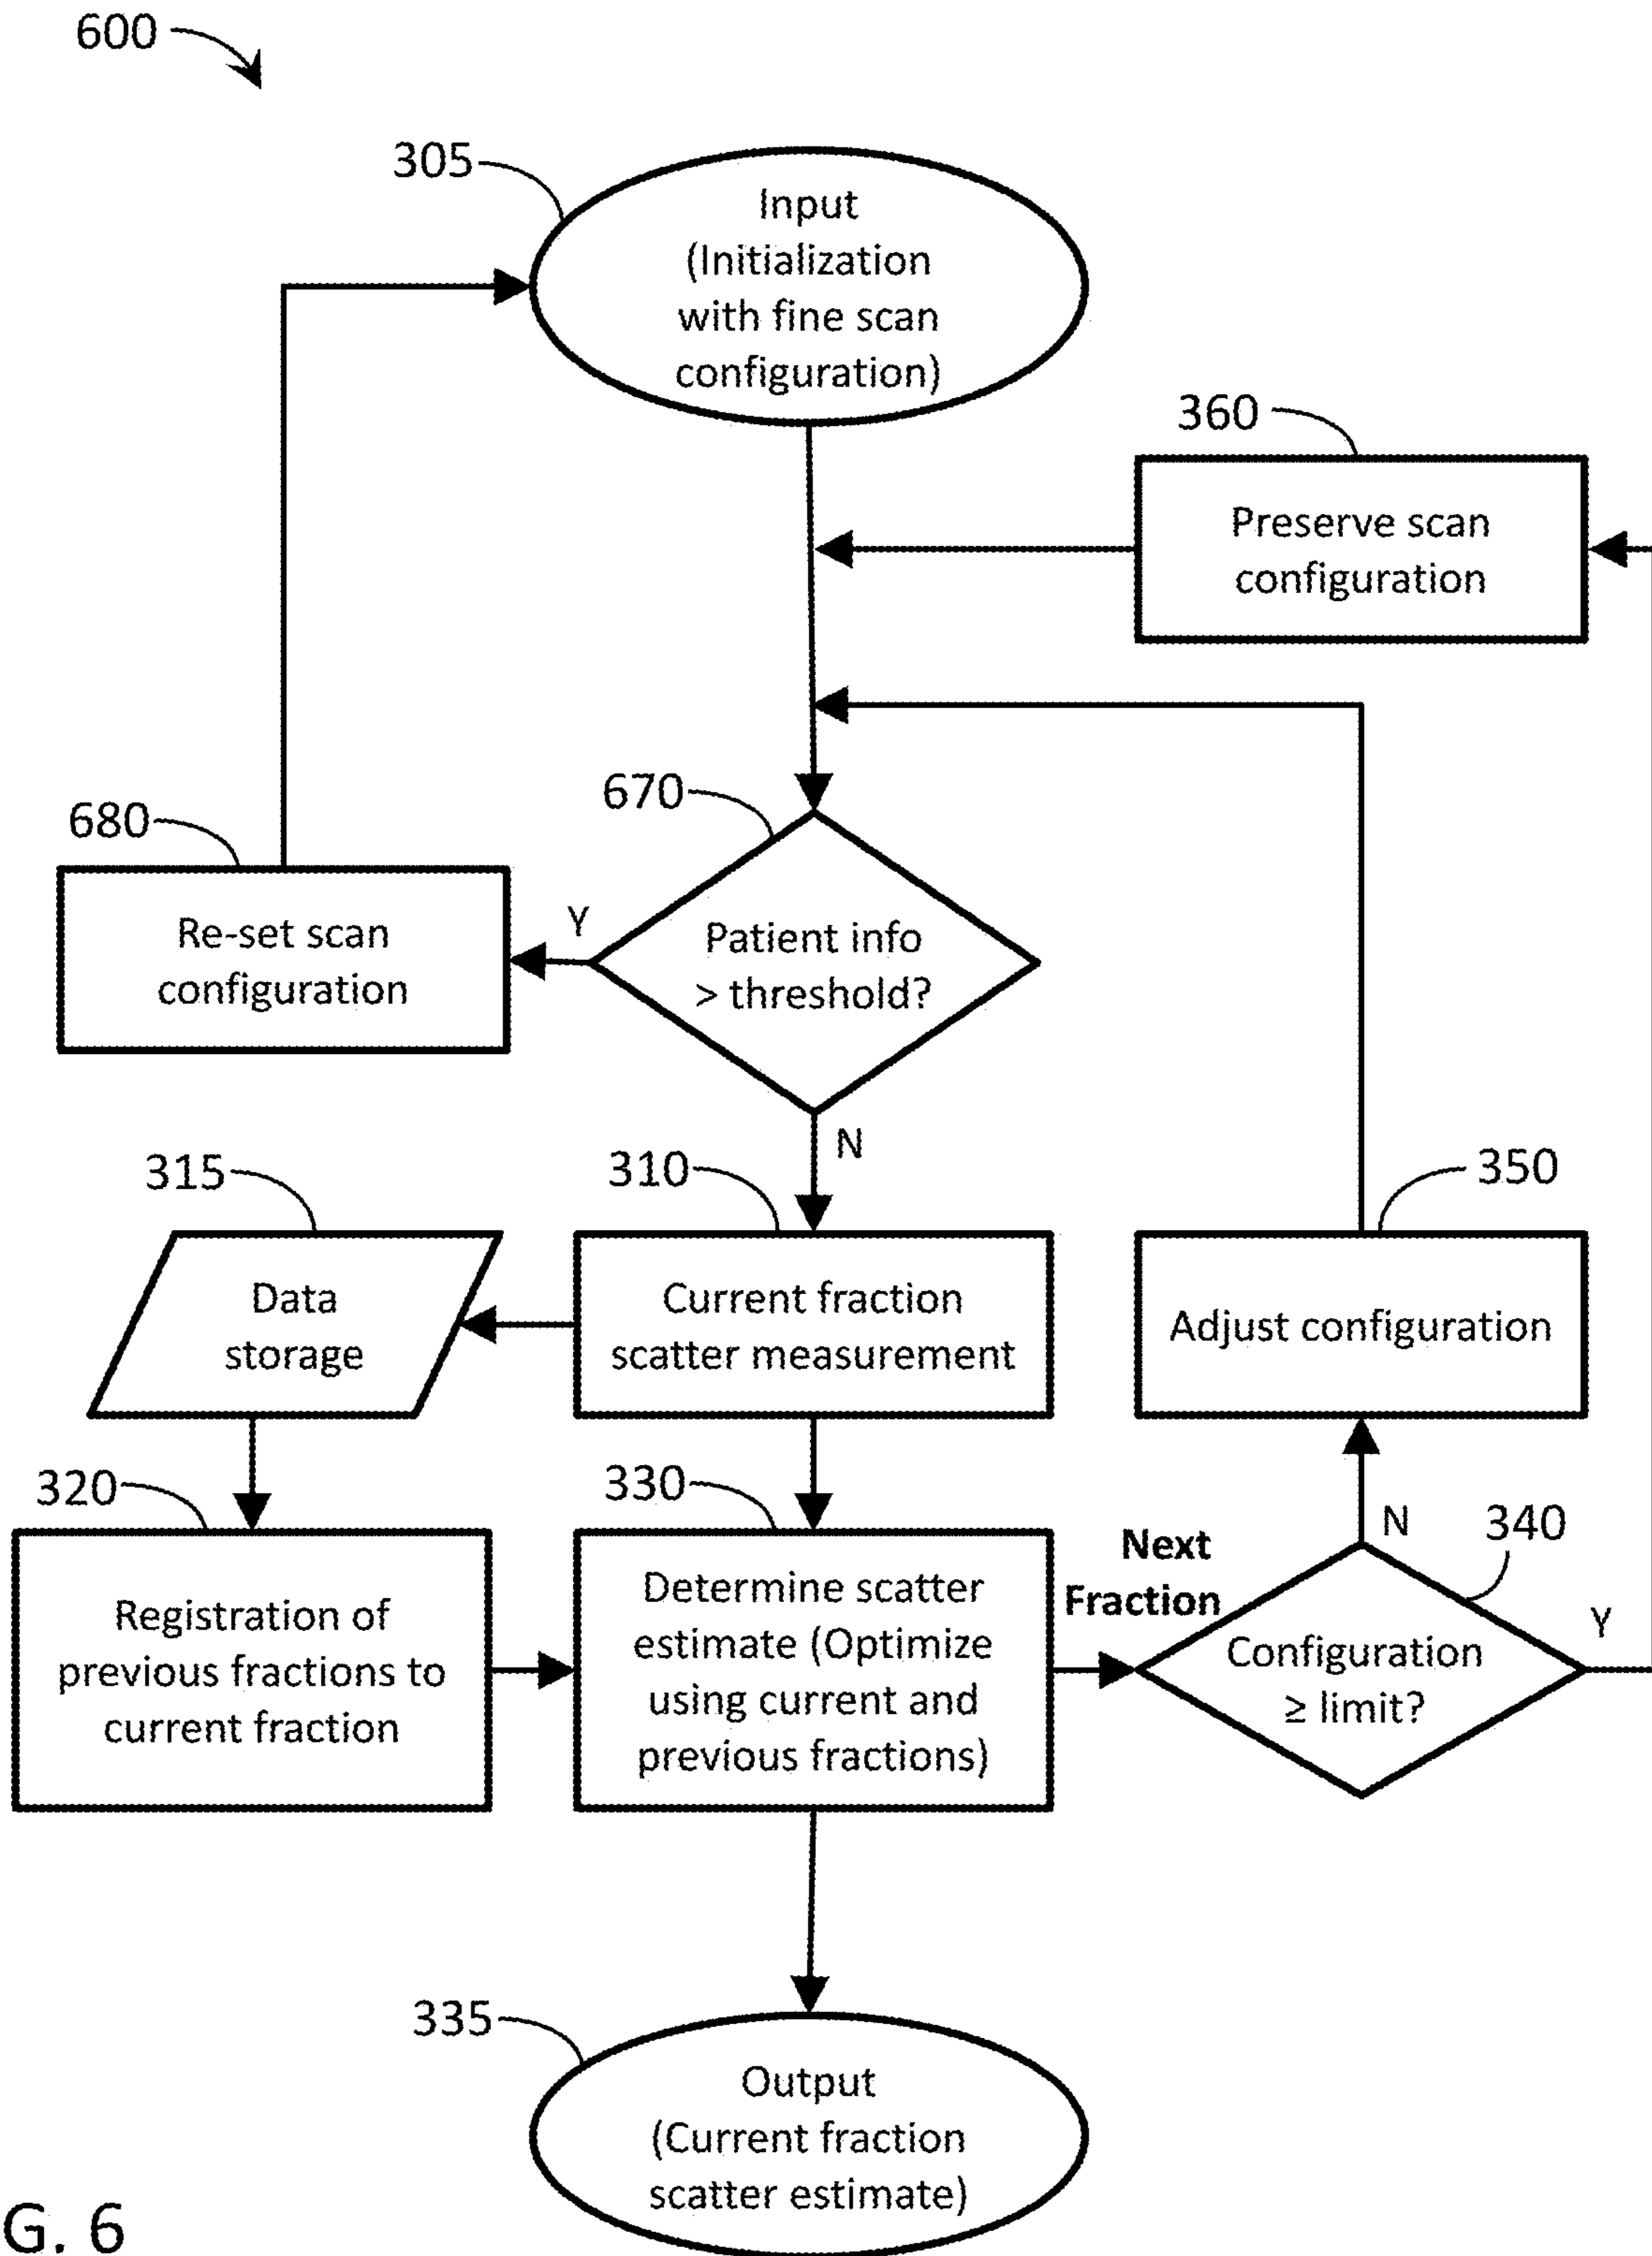 600
305
Input
(Initialization
with fine scan
configuration)
360
Preserve scan
configuration
670
680
Re-set scan
configuration
Y
Patient info
> threshold?
N
315
310
350
Data
storage
Current fraction
scatter measurement
Adjust configuration
320
330
N
340
Next
Fraction
Registration of
previous fractions to
current fraction
Determine scatter
estimate (Optimize
using current and
previous fractions)
Configuration
≥ limit?
Y
335
Output
(Current fraction
scatter estimate)
G. 6